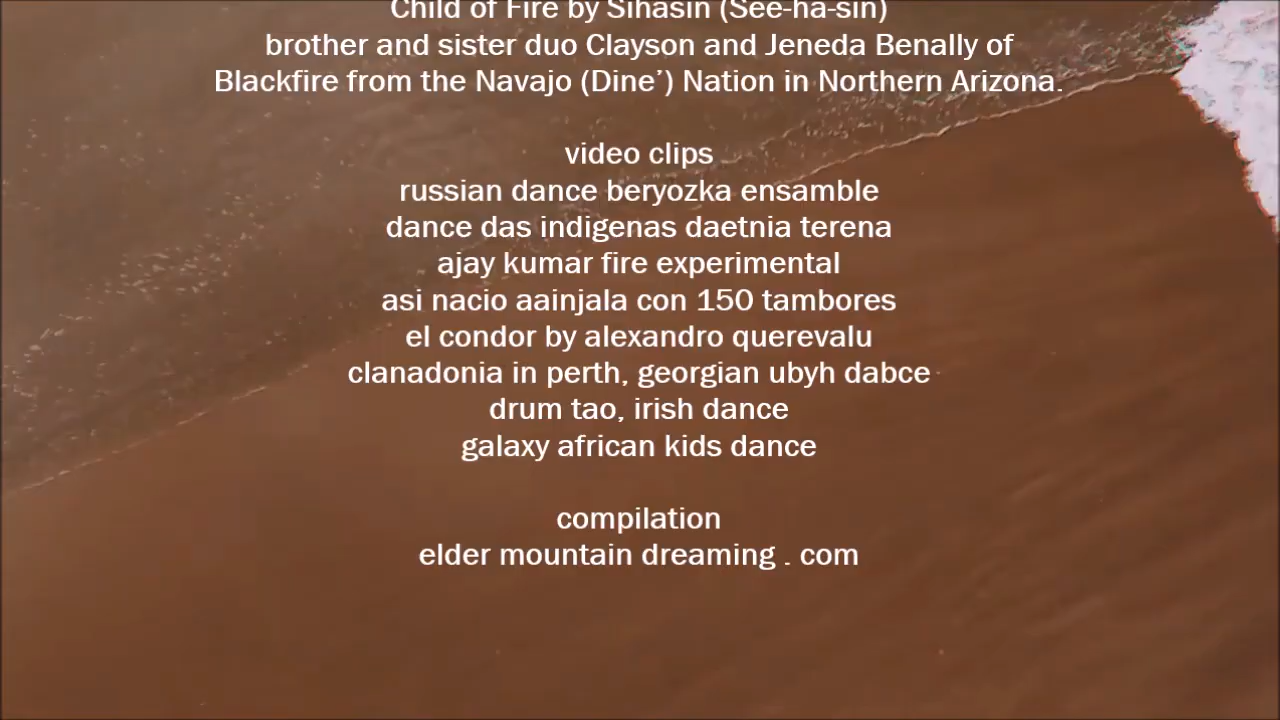 Child of Fire by Sihasin (See-ha-sin)
brother and sister duo Clayson and Jeneda Benally of
Blackfire from the Navajo (Dine’) Nation in Northern Arizona.
video clips
russian dance beryozka ensamble
dance das indigenas daetnia terena
ajay kumar fire experimental
asi nacio aainjala con 150 tambores
el condor by alexandro querevalu
clanadonia in perth, georgian ubyh dabce
drum tao, irish dance
galaxy african kids dance
compilation
elder mountain dreaming . com